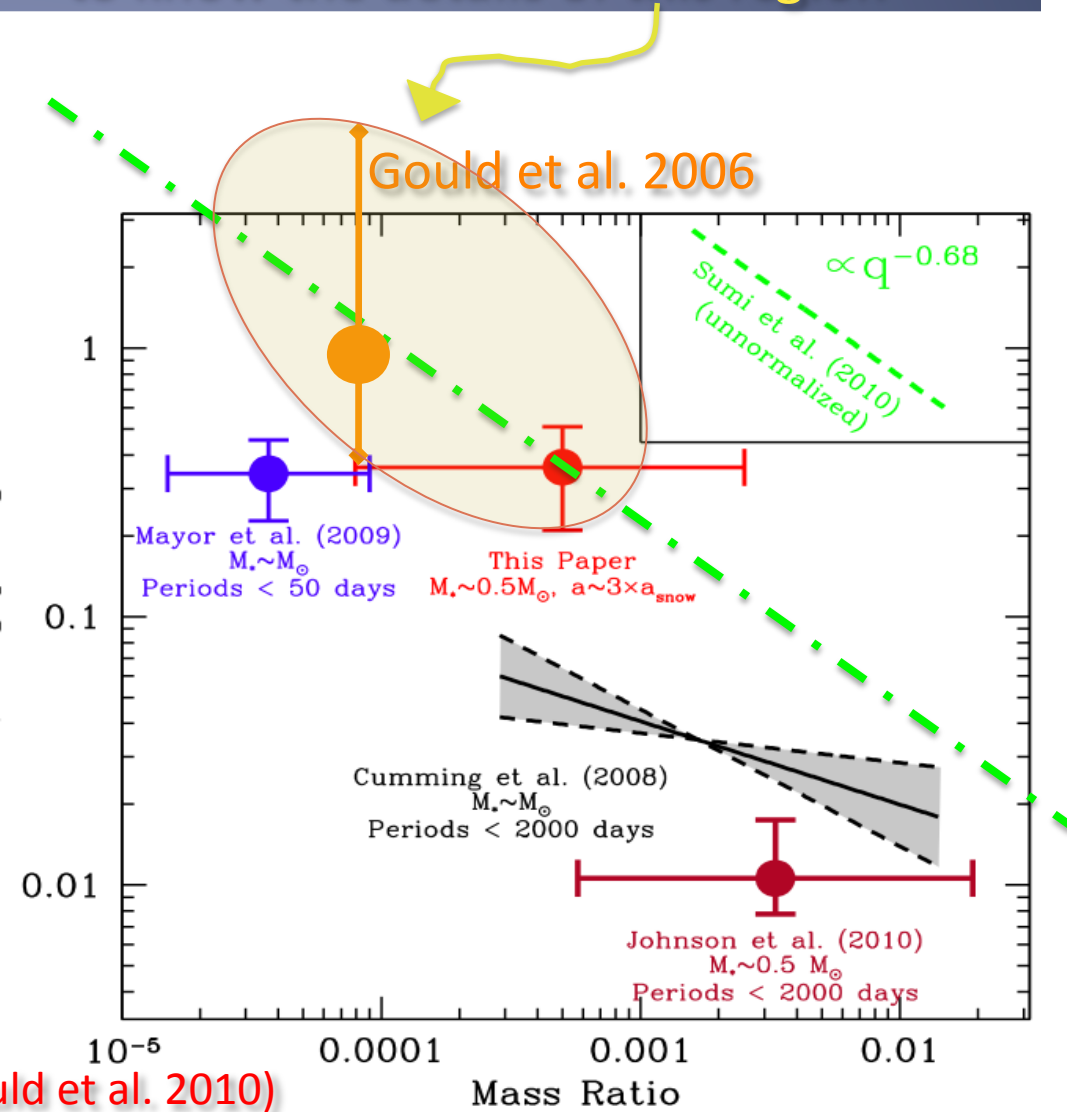 Gould et al. 2006
∝q^−0.68
Sumi et al. (2010)
(unnormalized)
1
0.1
0.01
Mayor et al. (2009)
M*~M⊙
Periods < 50 days
This Paper
M*~0.5M⊙, a~3×a_snow
Cumming et al. (2008)
M*~M⊙
Periods < 2000 days
Johnson et al. (2010)
M*~0.5 M⊙
Periods < 2000 days
10^−5
0.0001
0.001
0.01
Mass Ratio
et al. 2010)